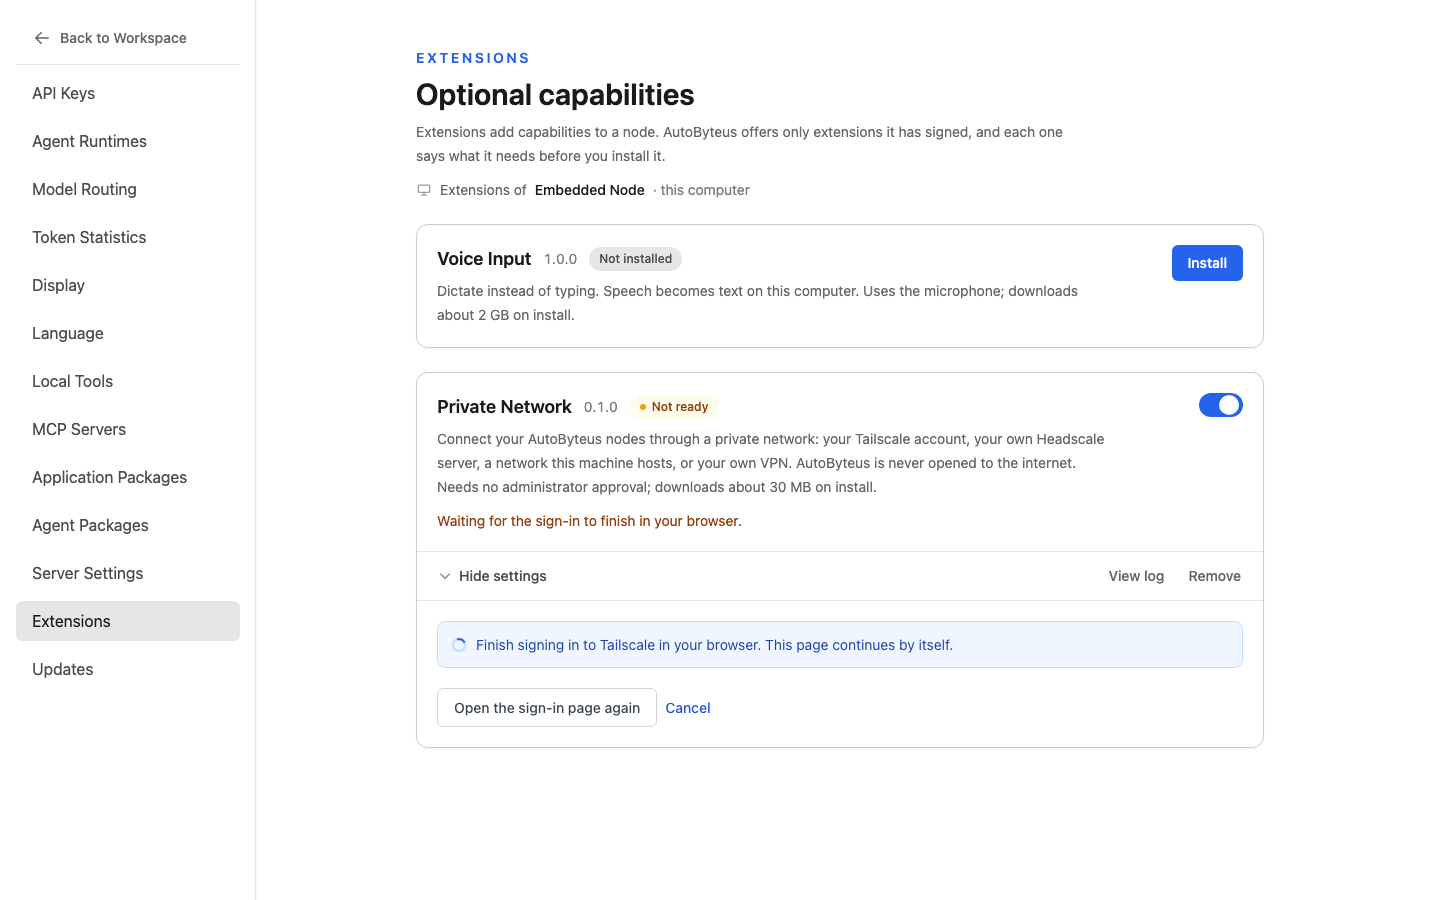 Back to Workspace
API Keys
Agent Runtimes
Model Routing
Token Statistics
Display
Language
Local Tools
MCP Servers
Application Packages
Agent Packages
Server Settings
Extensions
Updates
EXTENSIONS
Optional capabilities
Extensions add capabilities to a node. AutoByteus offers only extensions it has signed, and each one
says what it needs before you install it.
Extensions of Embedded Node · this computer
Voice Input 1.0.0 Not installed
Install
Dictate instead of typing. Speech becomes text on this computer. Uses the microphone; downloads
about 2 GB on install.
Private Network 0.1.0 Not ready
Connect your AutoByteus nodes through a private network: your Tailscale account, your own Headscale
server, a network this machine hosts, or your own VPN. AutoByteus is never opened to the internet.
Needs no administrator approval; downloads about 30 MB on install.
Waiting for the sign-in to finish in your browser.
Hide settings View log Remove
Finish signing in to Tailscale in your browser. This page continues by itself.
Open the sign-in page again Cancel